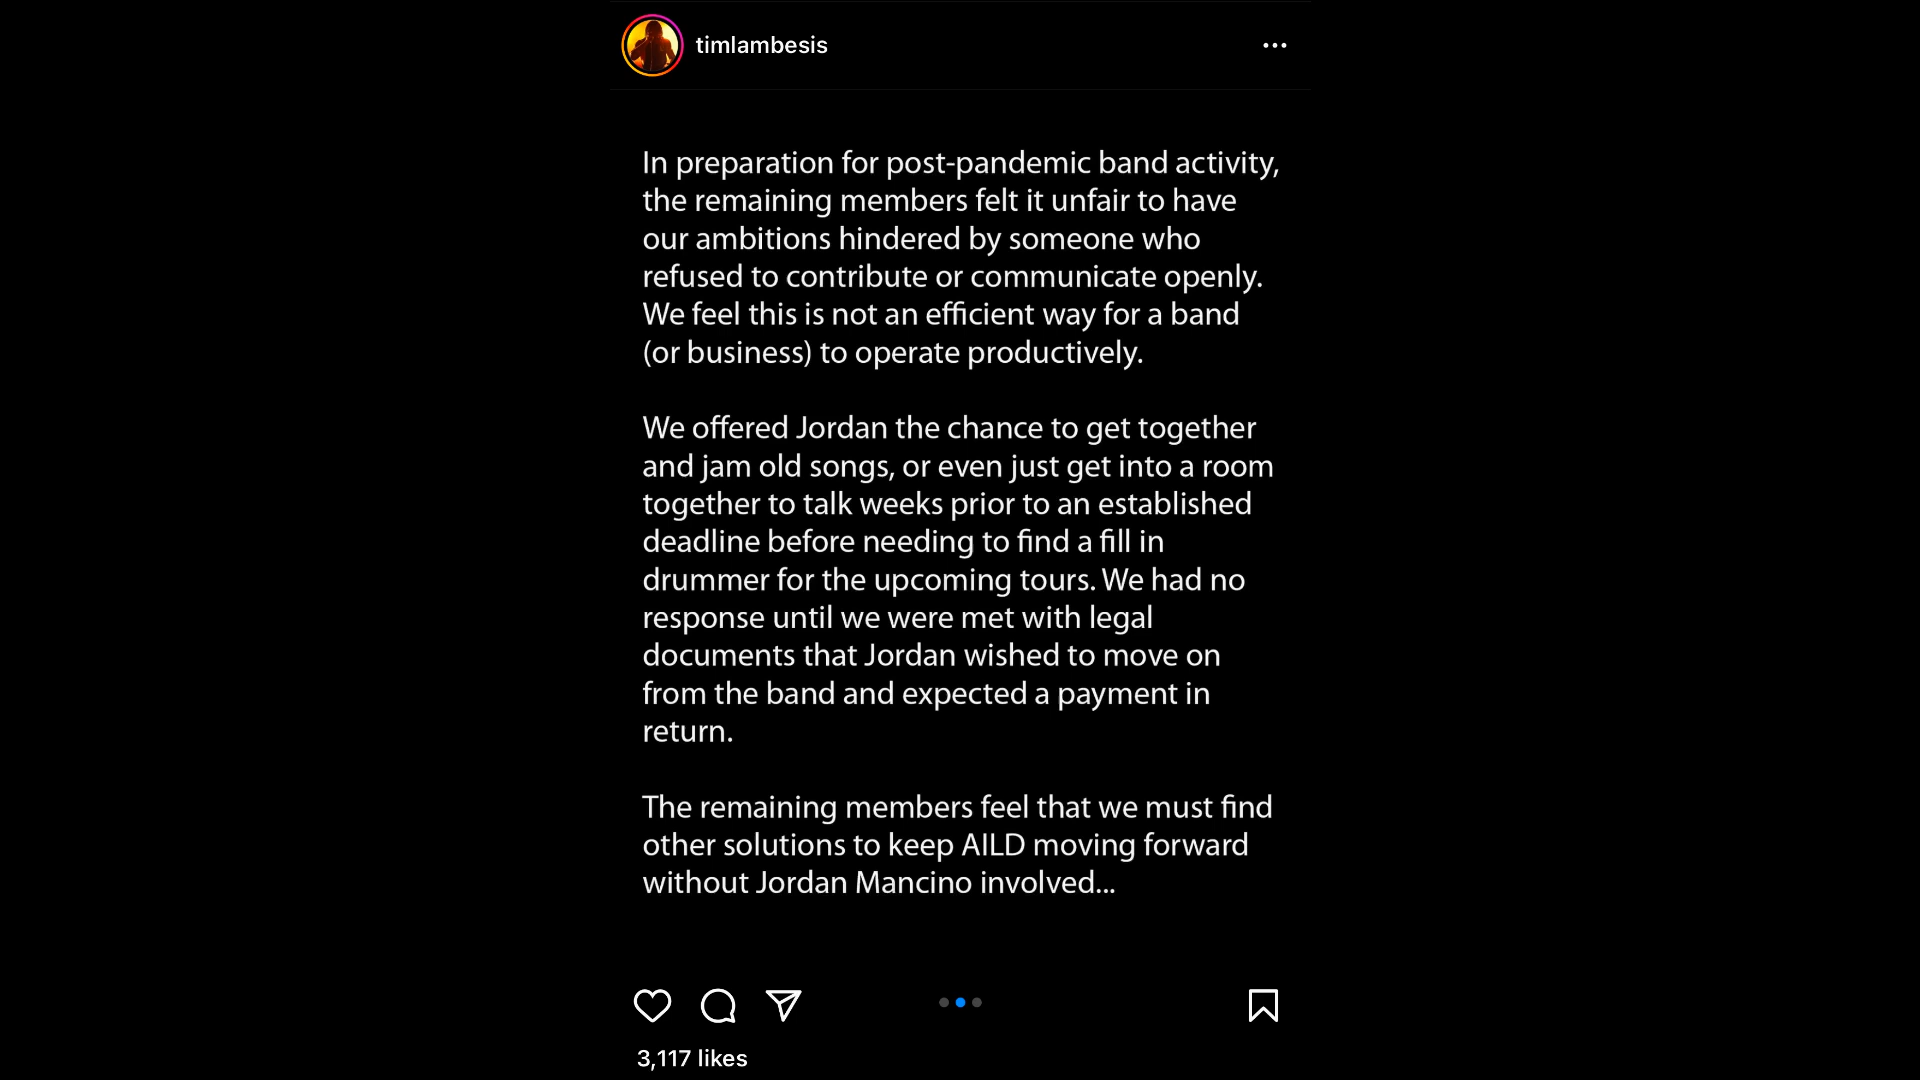 timlambesis
In preparation for post-pandemic band activity,
the remaining members felt it unfair to have
our ambitions hindered by someone who
refused to contribute or communicate openly.
We feel this is not an efficient way for a band
(or business) to operate productively.
We offered Jordan the chance to get together
and jam old songs, or even just get into a room
together to talk weeks prior to an established
deadline before needing to find a fill in
drummer for the upcoming tours. We had no
response until we were met with legal
documents that Jordan wished to move on
from the band and expected a payment in
return.
The remaining members feel that we must find
other solutions to keep AILD moving forward
without Jordan Mancino involved...
3,117 likes